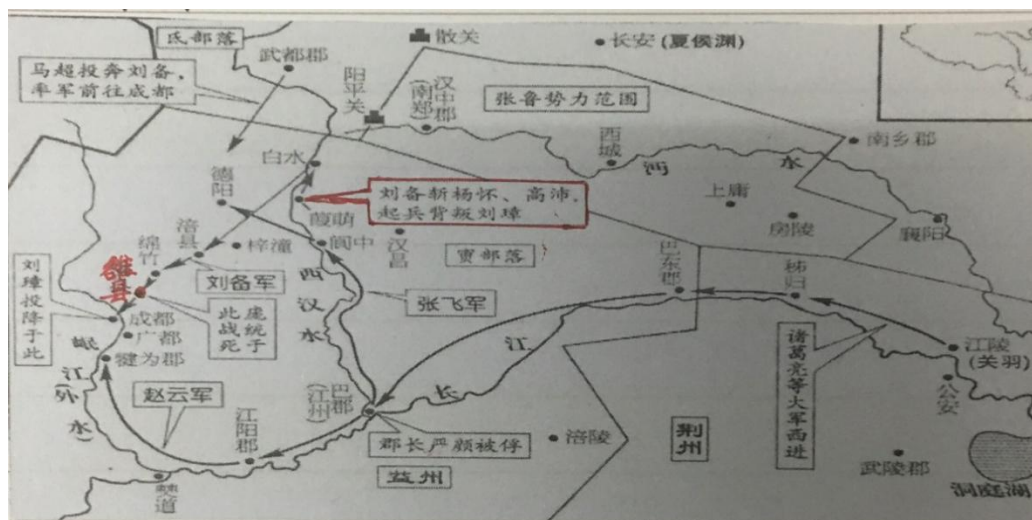 氐部落
散关
长安(夏侯渊)
武都郡
马超投奔刘备,
率军前往成都
阳平关
汉中郡
(南郑)
张鲁势力范围
南乡郡
西城
沔水
白水
德阳
刘备斩杨怀、高沛,
起兵背叛刘璋
葭萌
上庸
房陵
襄阳
涪县
梓潼
阆中
汉昌
賨部落
绵竹
刘备军
巴东郡
秭归
雒县
刘璋投降于此
西汉水
张飞军
成都
此战庞统
死于
广都
犍为郡
岷江(外水)
长江
诸葛亮等大军西进
江陵
(关羽)
赵云军
巴郡
(江州)
公安
江阳郡
郡长严颜被俘
涪陵
荆州
武陵郡
益州
僰道
洞庭湖